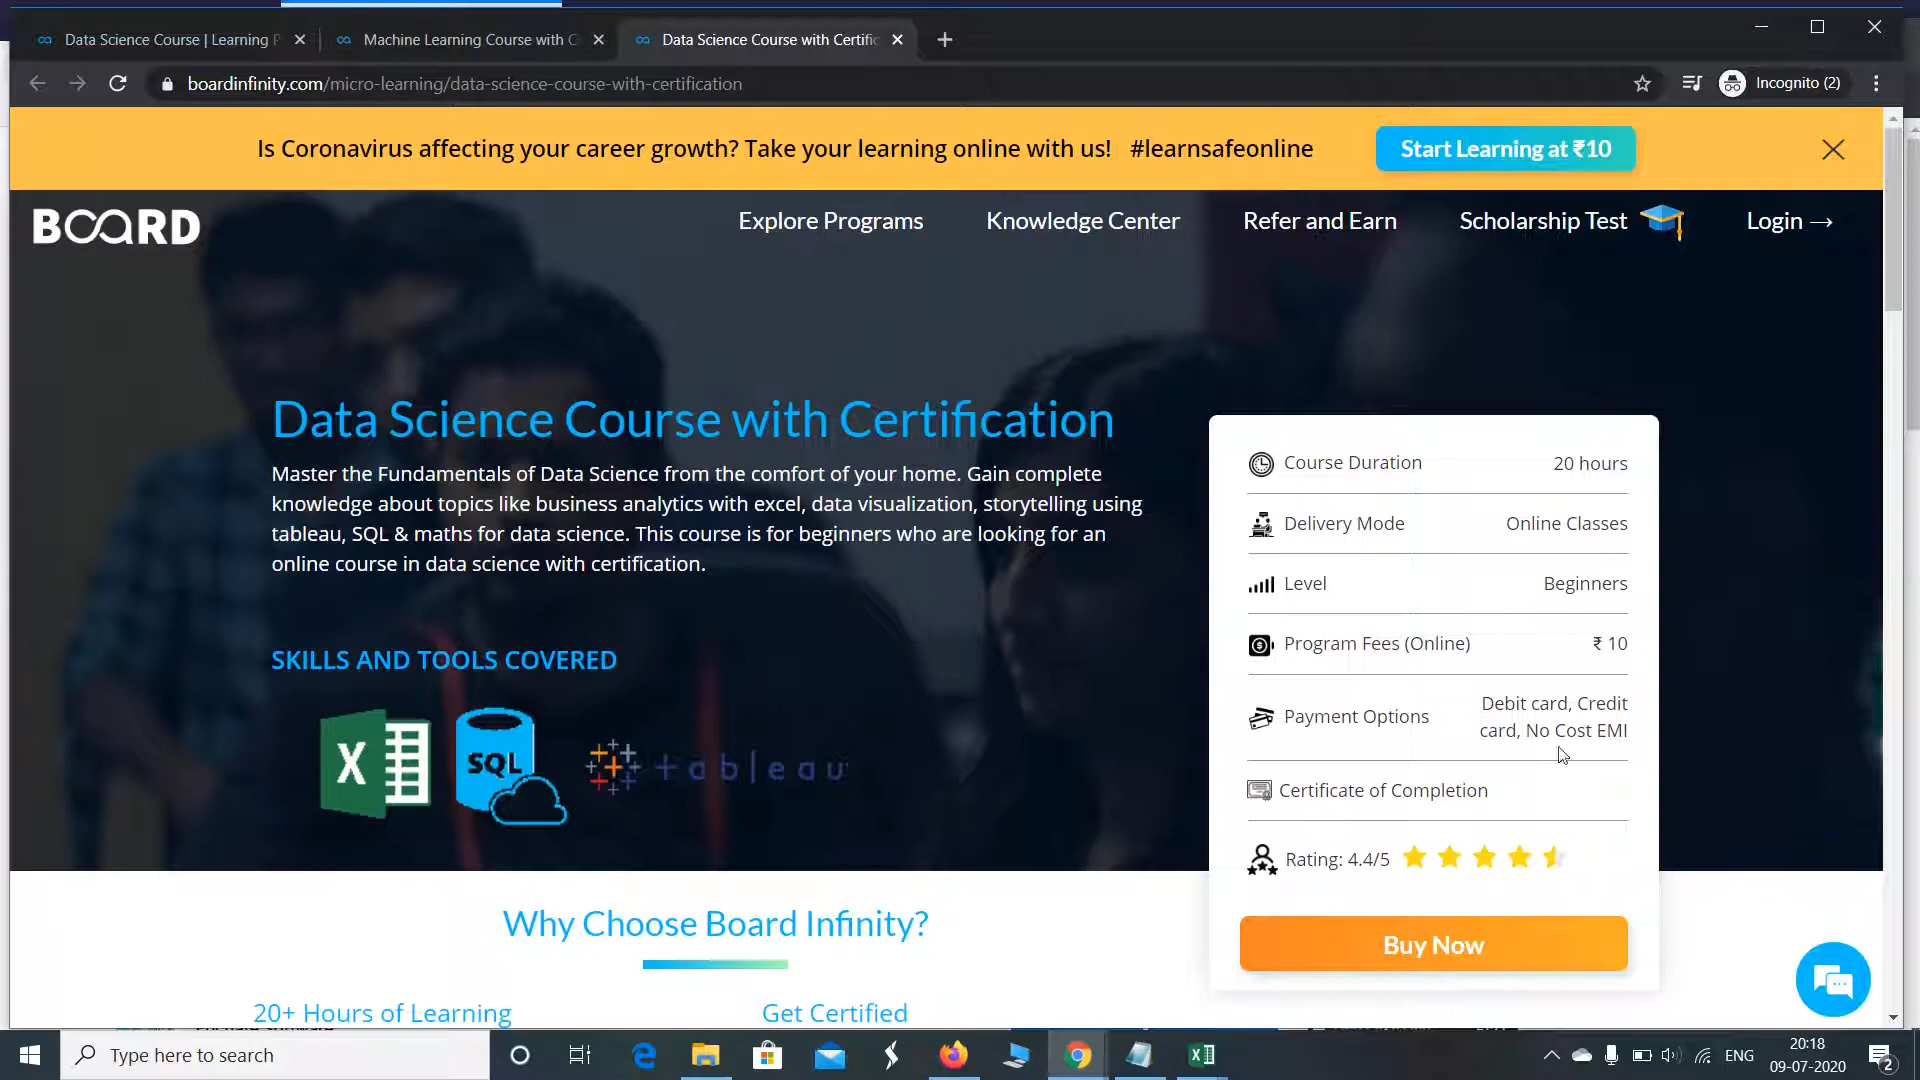 Data Science Course | Learning P
Machine Learning Course with C
Data Science Course with Certific
boardinfinity.com/micro-learning/data-science-course-with-certification
Incognito (2)
Is Coronavirus affecting your career growth? Take your learning online with us! #learnsafeonline
Start Learning at ₹10
BOARD
Explore Programs
Knowledge Center
Refer and Earn
Scholarship Test
Login →
Data Science Course with Certification
Master the Fundamentals of Data Science from the comfort of your home. Gain complete
knowledge about topics like business analytics with excel, data visualization, storytelling using
tableau, SQL & maths for data science. This course is for beginners who are looking for an
online course in data science with certification.
SKILLS AND TOOLS COVERED
X
SQL
tableau
Course Duration 20 hours
Delivery Mode Online Classes
Level Beginners
Program Fees (Online) ₹ 10
Payment Options Debit card, Credit
card, No Cost EMI
Certificate of Completion
Rating: 4.4/5
Buy Now
Why Choose Board Infinity?
20+ Hours of Learning
Get Certified
Type here to search
ENG
20:18
09-07-2020
2